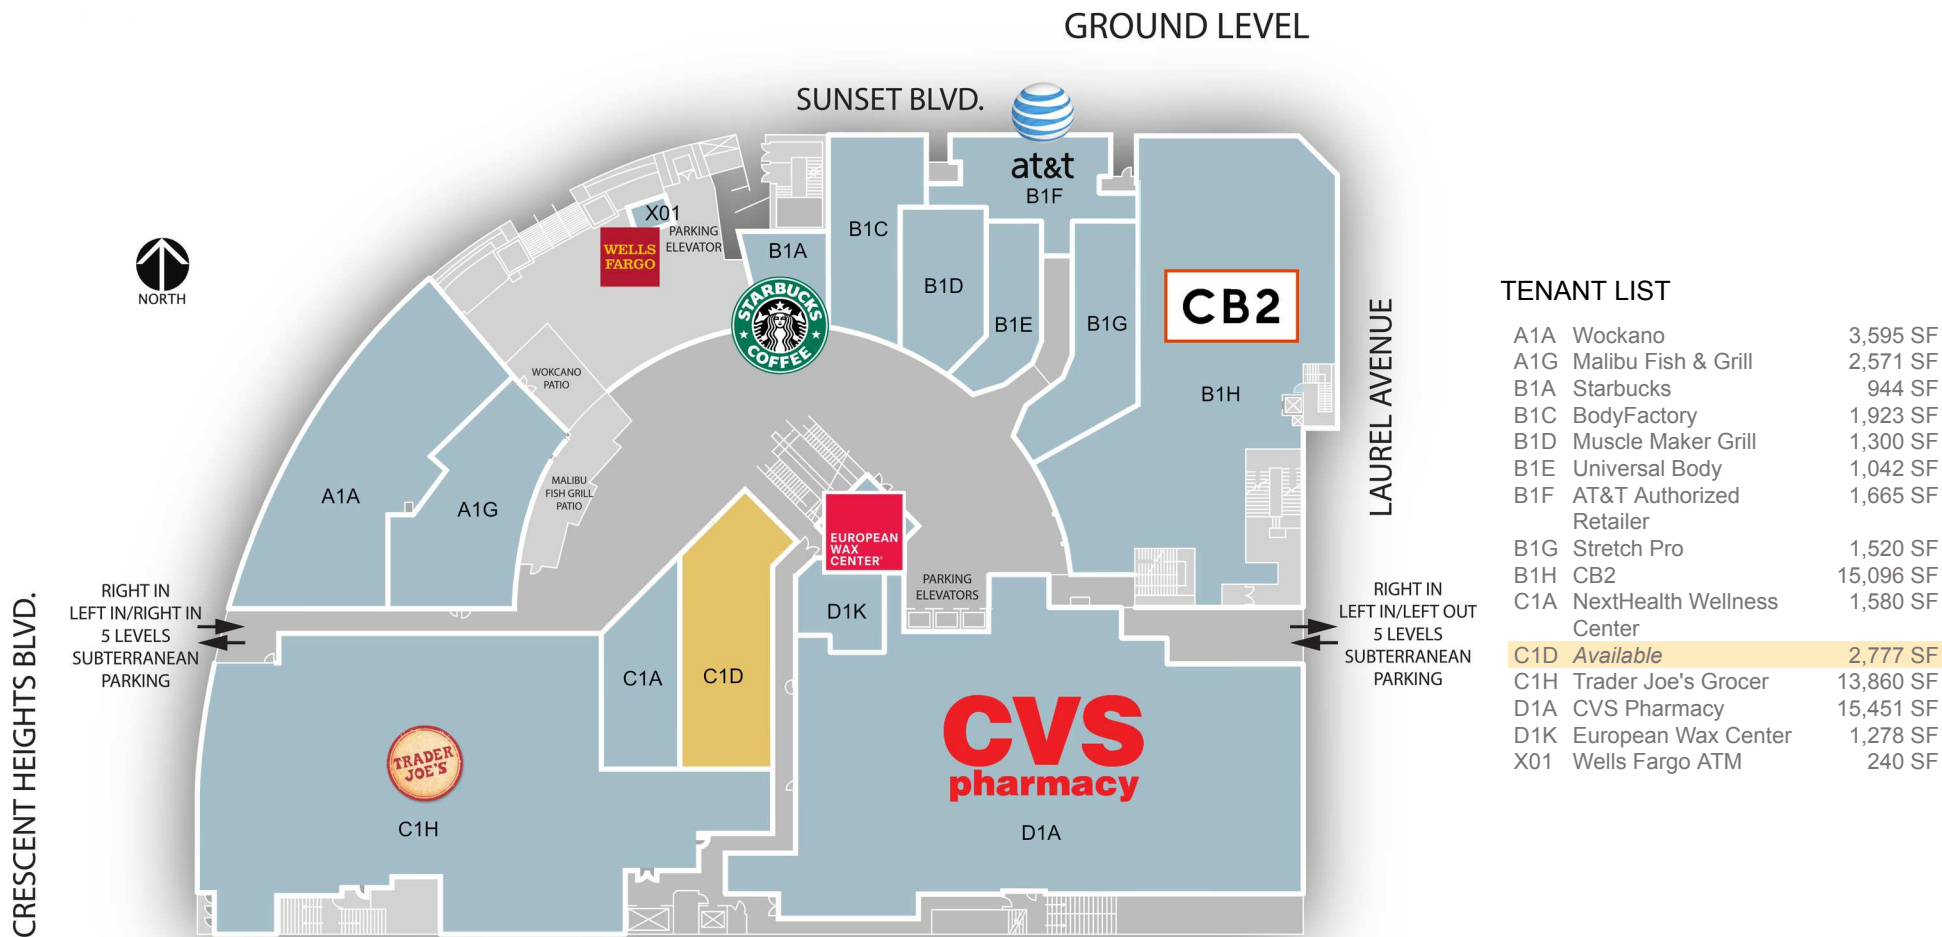 GROUND LEVEL
SUNSET BLVD.
at&t
B1F
X01
PARKING
ELEVATOR
WELLS
FARGO
B1A
B1C
STARBUCKS
COFFEE
B1D
B1E
B1G
CB2
B1H
NORTH
WOKCANO
PATIO
A1A
A1G
MALIBU
FISH GRILL
PATIO
EUROPEAN
WAX
CENTER
PARKING
ELEVATORS
D1K
C1A
C1D
LAUREL AVENUE
CRESCENT HEIGHTS BLVD.
RIGHT IN
LEFT IN/RIGHT IN
5 LEVELS
SUBTERRANEAN
PARKING
RIGHT IN
LEFT IN/LEFT OUT
5 LEVELS
SUBTERRANEAN
PARKING
TRADER
JOE'S
C1H
CVS
pharmacy
D1A
TENANT LIST
A1A Wockano 3,595 SF
A1G Malibu Fish & Grill 2,571 SF
B1A Starbucks 944 SF
B1C BodyFactory 1,923 SF
B1D Muscle Maker Grill 1,300 SF
B1E Universal Body 1,042 SF
B1F AT&T Authorized 1,665 SF
Retailer
B1G Stretch Pro 1,520 SF
B1H CB2 15,096 SF
C1A NextHealth Wellness 1,580 SF
Center
C1D Available 2,777 SF
C1H Trader Joe's Grocer 13,860 SF
D1A CVS Pharmacy 15,451 SF
D1K European Wax Center 1,278 SF
X01 Wells Fargo ATM 240 SF